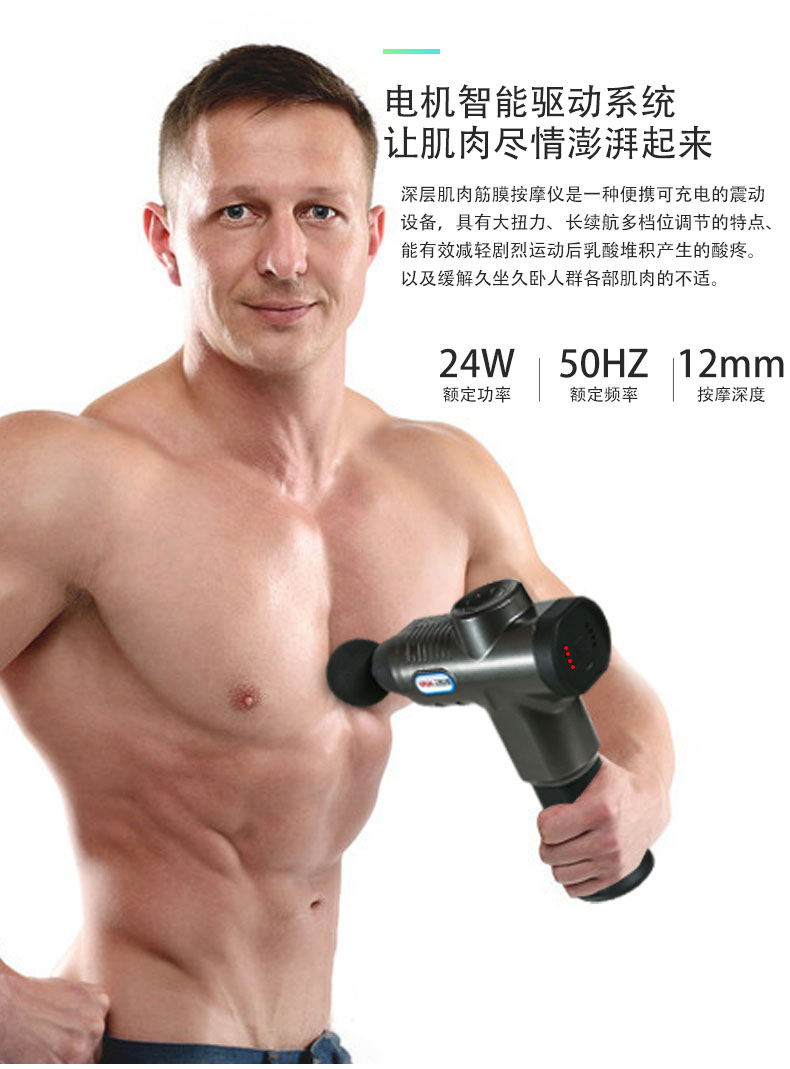 电机智能驱动系统
让肌肉尽情澎湃起来
深层肌肉筋膜按摩仪是一种便携可充电的震动
设备，具有大扭力、长续航多档位调节的特点、
能有效减轻剧烈运动后乳酸堆积产生的酸疼。
以及缓解久坐久卧人群各部肌肉的不适。
24W
50HZ
12mm
额定功率
额定频率
按摩深度